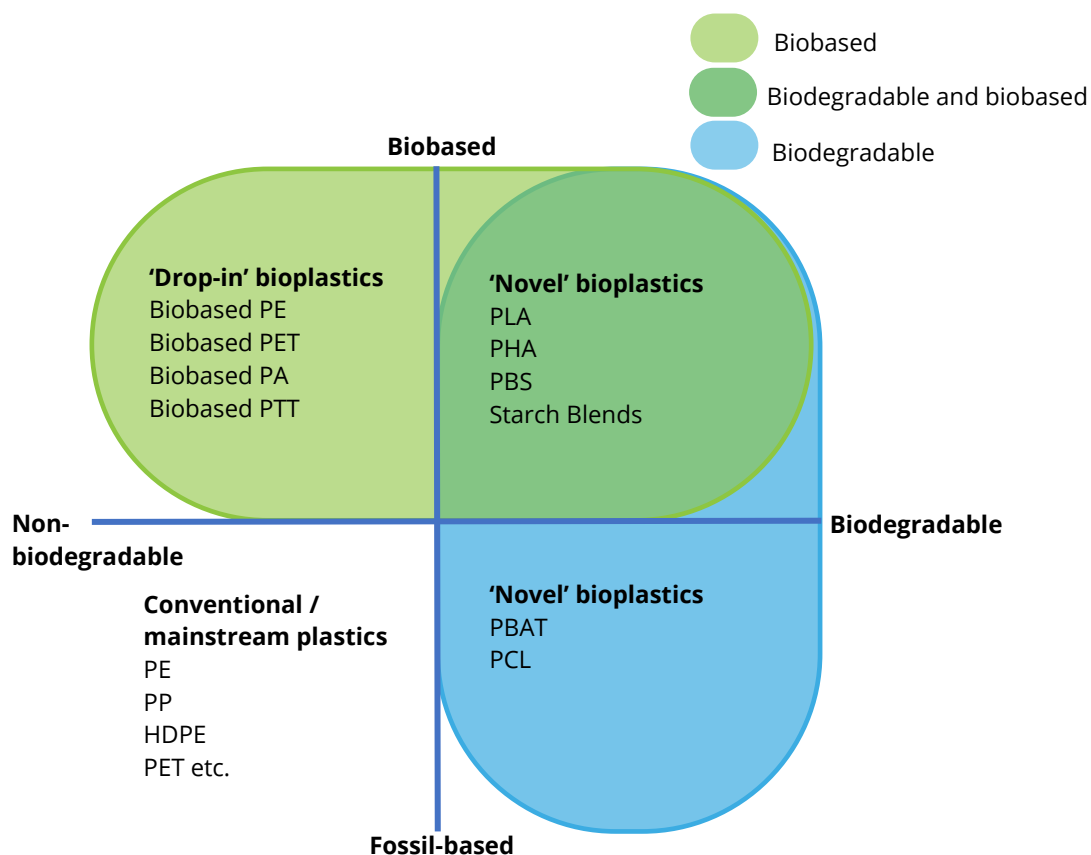 Biobased
Biodegradable and biobased
Biodegradable
Biobased
‘Drop-in’ bioplastics
Biobased PE
Biobased PET
Biobased PA
Biobased PTT
‘Novel’ bioplastics
PLA
PHA
PBS
Starch Blends
Non-
biodegradable
Biodegradable
Conventional /
mainstream plastics
PE
PP
HDPE
PET etc.
‘Novel’ bioplastics
PBAT
PCL
Fossil-based